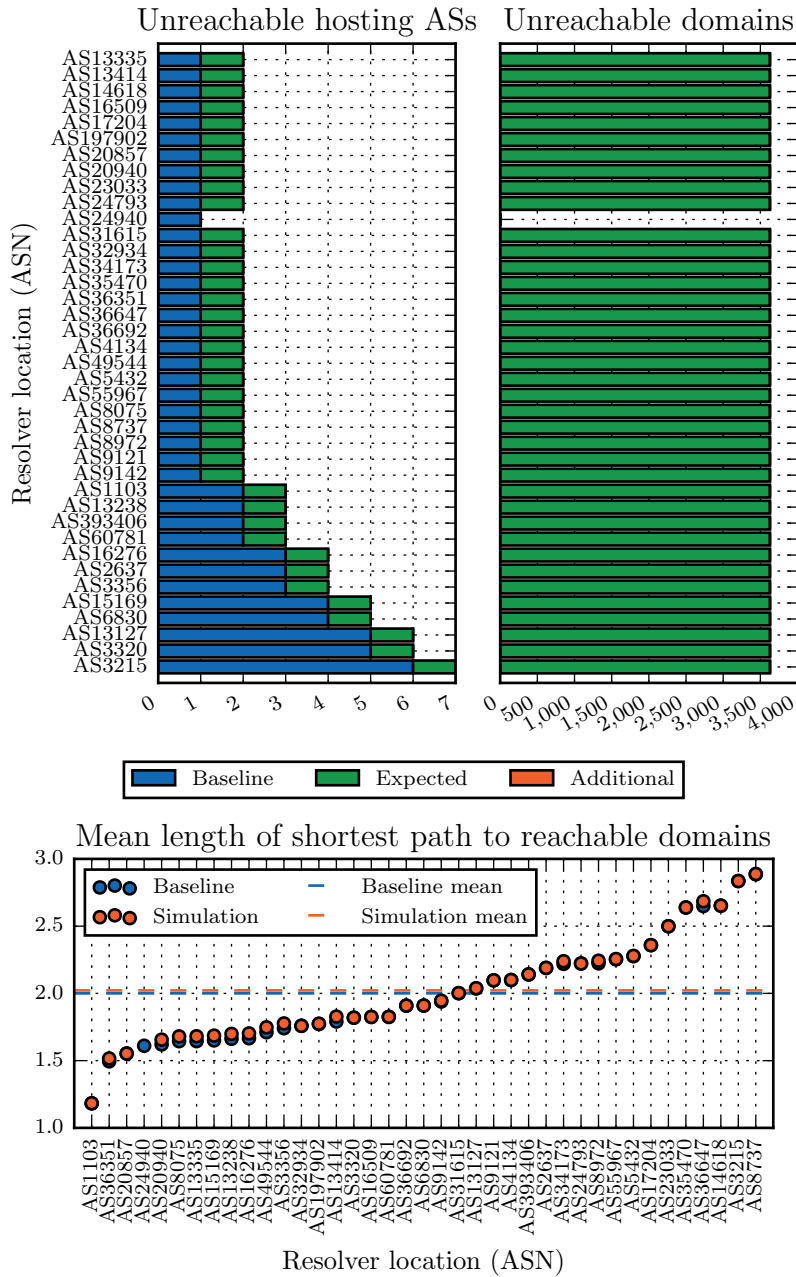 Unreachable hosting ASs
Unreachable domains
Resolver location (ASN)
AS13335
AS13414
AS14618
AS16509
AS17204
AS197902
AS20857
AS20940
AS23033
AS24793
AS24940
AS31615
AS32934
AS34173
AS35470
AS36351
AS36647
AS36692
AS4134
AS49544
AS5432
AS55967
AS8075
AS8737
AS8972
AS9121
AS9142
AS1103
AS13238
AS393406
AS60781
AS16276
AS2637
AS3356
AS15169
AS6830
AS13127
AS3320
AS3215
0 1 2 3 4 5 6 7
0 500 1,000 1,500 2,000 2,500 3,000 3,500 4,000
Baseline Expected Additional
Mean length of shortest path to reachable domains
3.0
2.5
2.0
1.5
1.0
Baseline Baseline mean
Simulation Simulation mean
AS1103
AS36351
AS20857
AS24940
AS20940
AS8075
AS13335
AS15169
AS13238
AS16276
AS49544
AS3356
AS32934
AS197902
AS13414
AS3320
AS16509
AS60781
AS36692
AS6830
AS9142
AS31615
AS13127
AS9121
AS4134
AS393406
AS2637
AS34173
AS24793
AS8972
AS55967
AS5432
AS17204
AS23033
AS35470
AS36647
AS14618
AS3215
AS8737
Resolver location (ASN)